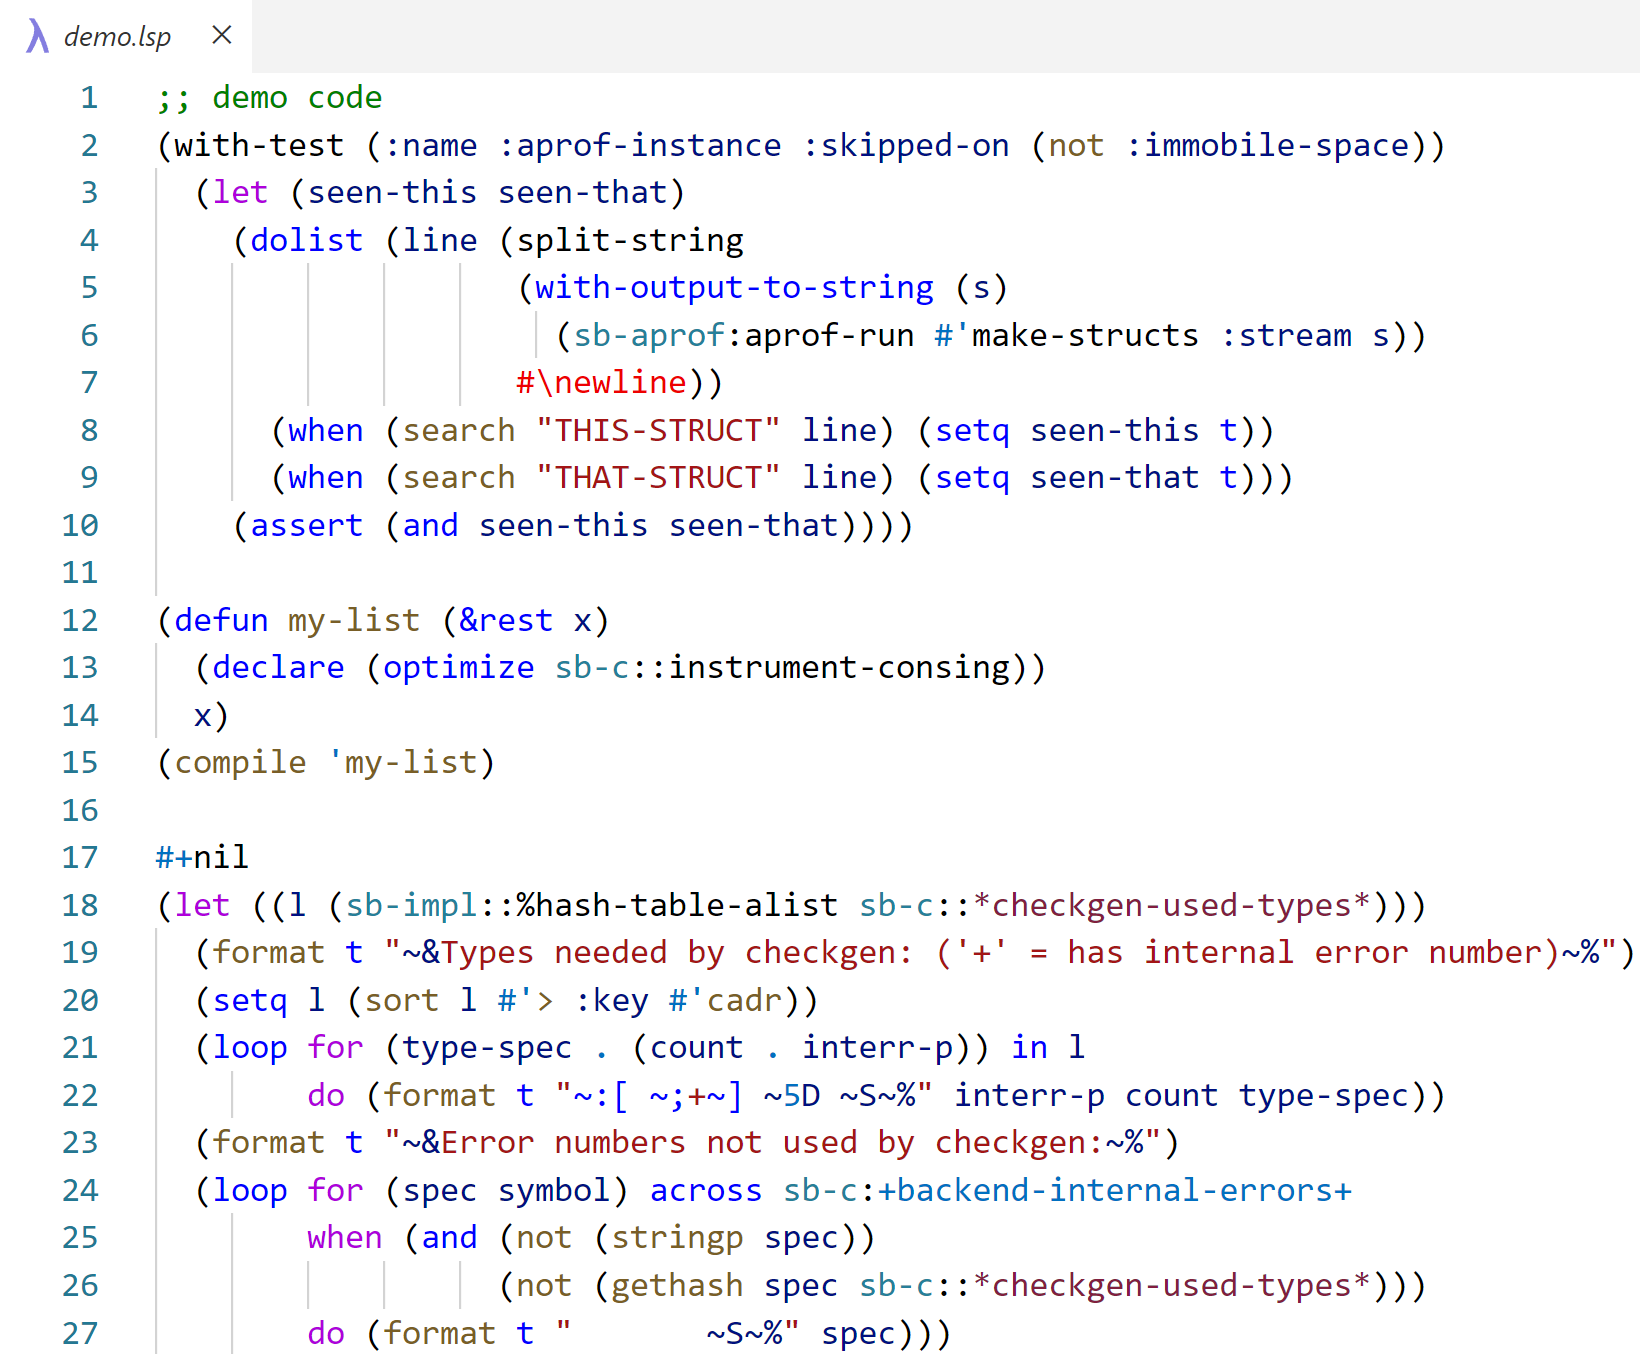 demo.lsp
1 ;; demo code
2 (with-test (:name :aprof-instance :skipped-on (not :immobile-space))
3   (let (seen-this seen-that)
4     (dolist (line (split-string
5                    (with-output-to-string (s)
6                      (sb-aprof:aprof-run #'make-structs :stream s))
7                    #\newline))
8       (when (search "THIS-STRUCT" line) (setq seen-this t))
9       (when (search "THAT-STRUCT" line) (setq seen-that t)))
10     (assert (and seen-this seen-that))))
11
12 (defun my-list (&rest x)
13   (declare (optimize sb-c::instrument-consing))
14   x)
15 (compile 'my-list)
16
17 #+nil
18 (let ((l (sb-impl::%hash-table-alist sb-c::*checkgen-used-types*)))
19   (format t "~&Types needed by checkgen: ('+' = has internal error number)~%")
20   (setq l (sort l #'> :key #'cadr))
21   (loop for (type-spec . (count . interr-p)) in l
22         do (format t "~:[ ~;+~] ~5D ~S~%" interr-p count type-spec))
23   (format t "~&Error numbers not used by checkgen:~%")
24   (loop for (spec symbol) across sb-c:+backend-internal-errors+
25         when (and (not (stringp spec))
26                   (not (gethash spec sb-c::*checkgen-used-types*)))
27         do (format t "       ~S~%" spec)))